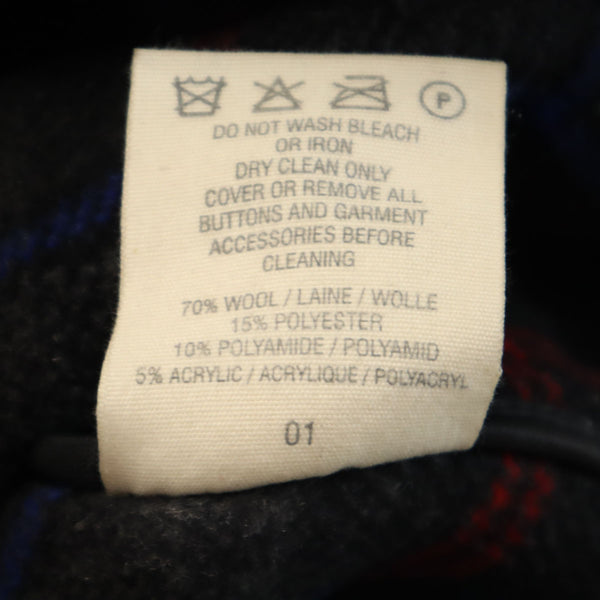 P
DO NOT WASH BLEACH
OR IRON
DRY CLEAN ONLY
COVER OR REMOVE ALL
BUTTONS AND GARMENT
ACCESSORIES BEFORE
CLEANING
70% WOOL / LAINE / WOLLE
15% POLYESTER
10% POLYAMIDE / POLYAMID
5% ACRYLIC / ACRYLIQUE / POLYACRYL
01